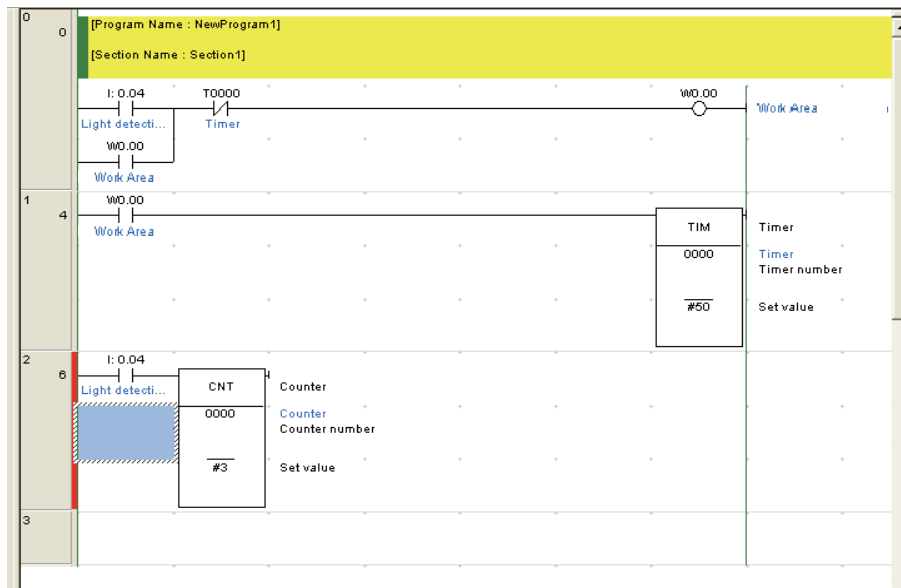 0
0
[Program Name : NewProgram1]
[Section Name : Section1]
I: 0.04
T0000
W0.00
Work Area
Light detecti...
Timer
W0.00
Work Area
1
4
W0.00
Work Area
TIM
Timer
0000
Timer
Timer number
#50
Set value
2
6
I: 0.04
Light detecti...
CNT
Counter
0000
Counter
Counter number
#3
Set value
3